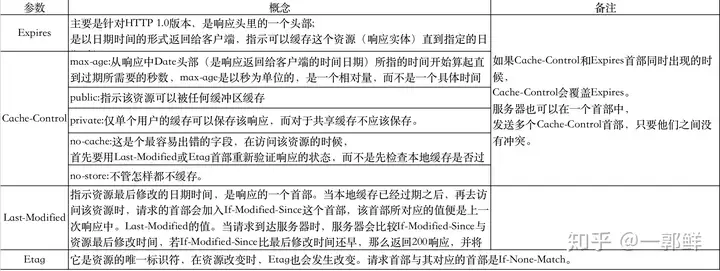 参数
概念
备注
Expires
主要是针对HTTP 1.0版本，是响应头里的一个头部;
是以日期时间的形式返回给客户端，指示可以缓存这个资源（响应实体）直到指定的日
Cache-Control
max-age:从响应中Date头部（是响应返回给客户端的时间日期）所指的时间开始算起直
到过期所需要的秒数，max-age是以秒为单位的，是一个相对量，而不是一个具体时间
public:指示该资源可以被任何缓冲区缓存
private:仅单个用户的缓存可以保存该响应，而对于共享缓存不应该保存。
no-cache:这是个最容易出错的字段，在访问该资源的时候，
首先要用Last-Modified或Etag首部重新验证响应的状态，而不是先检查本地缓存是否过
no-store:不管怎样都不缓存。
如果Cache-Control和Expires首部同时出现的时
候，
Cache-Control会覆盖Expires。
服务器也可以在一个首部中，
发送多个Cache-Control首部，只要他们之间没
有冲突。
Last-Modified
指示资源最后修改的日期时间，是响应的一个首部。当本地缓存已经过期之后，再去访
问该资源时，请求的首部会加入If-Modified-Since这个首部，该首部所对应的值便是上一
次响应中。Last-Modified的值。当请求到达服务器时，服务器会比较If-Modified-Since与
资源最后修改时间，若If-Modified-Since比最后修改时间还早，那么返回200响应，并将
Etag
它是资源的唯一标识符，在资源改变时，Etag也会发生改变。请求首部与其对应的首部是If-None-Match。
知乎 @一郭鲜